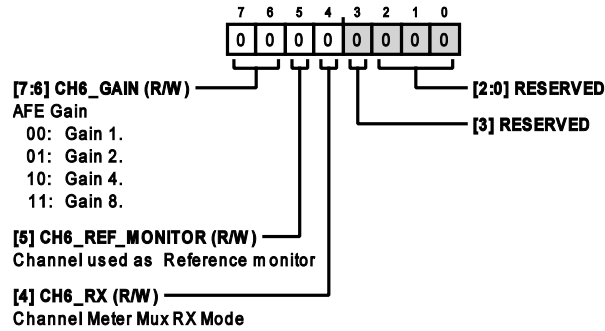 7 6 5 4 3 2 1 0
0 0 0 0 0 0 0 0
[7:6] CH6_GAIN (R/W)
AFE Gain
00: Gain 1.
01: Gain 2.
10: Gain 4.
11: Gain 8.
[5] CH6_REF_MONITOR (R/W)
Channel used as Reference monitor
[4] CH6_RX (R/W)
Channel Meter Mux RX Mode
[2:0] RESERVED
[3] RESERVED